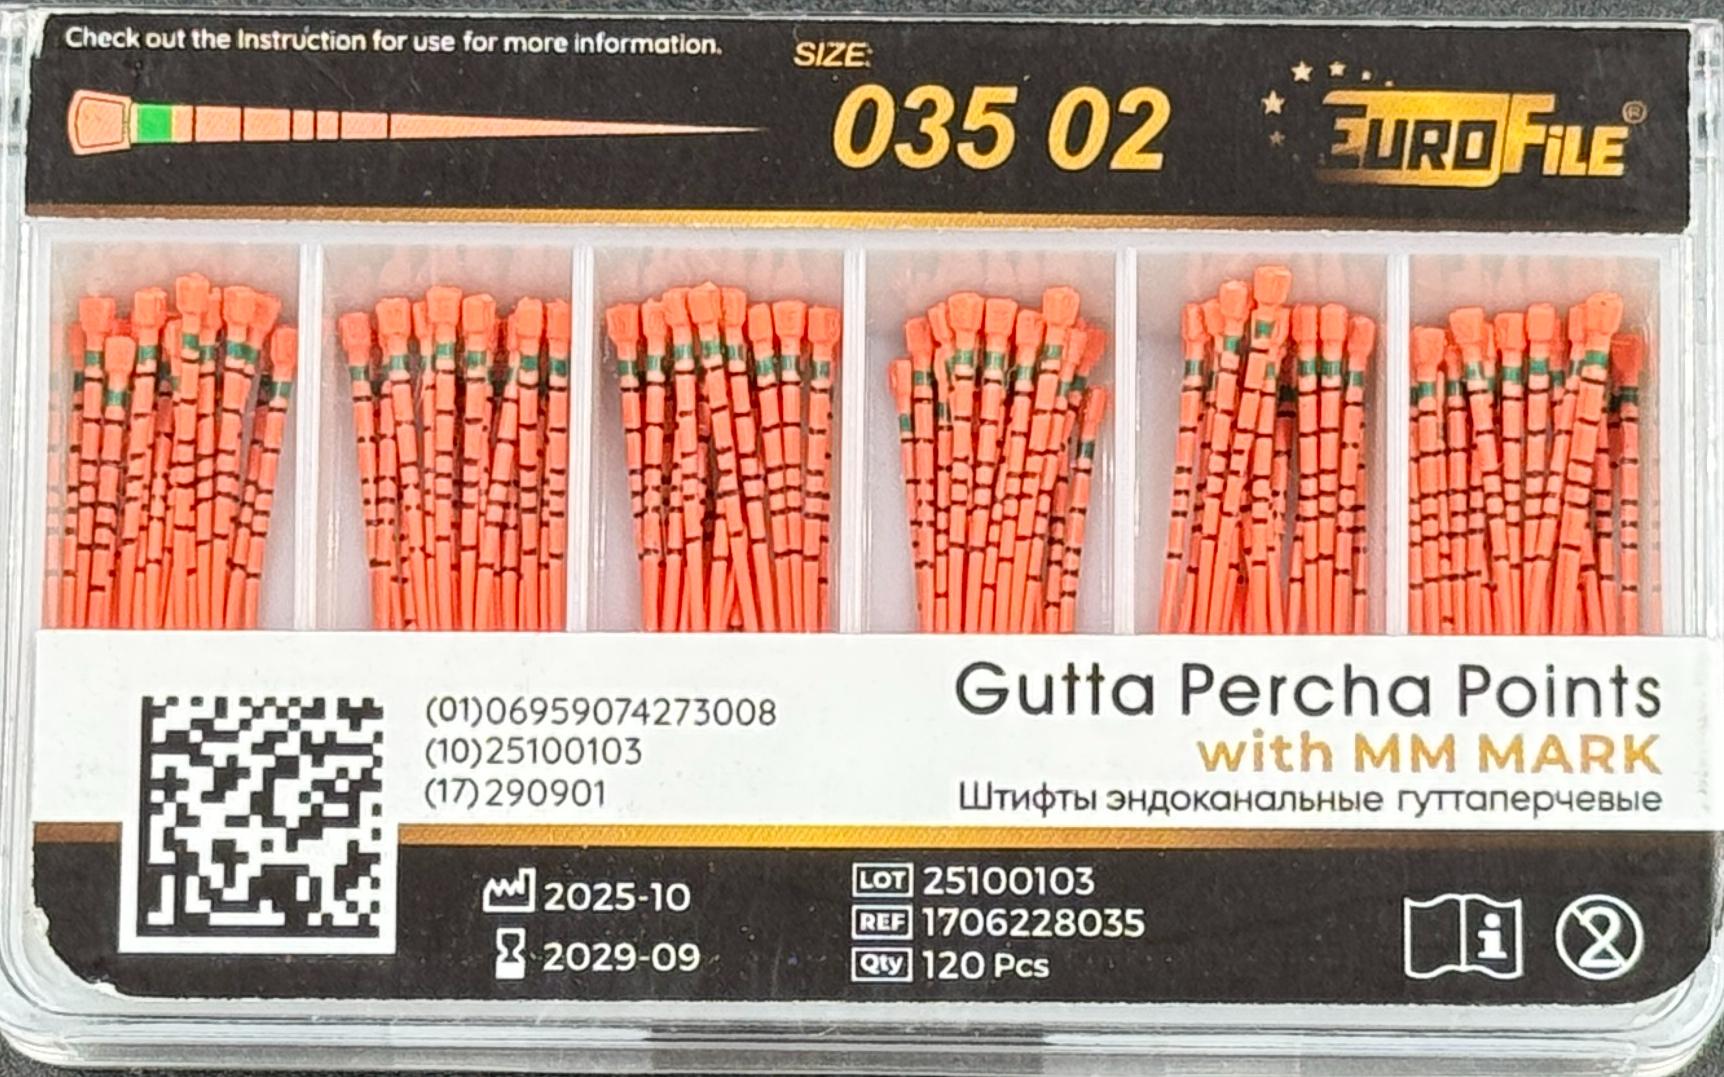 Check out the Instruction for use for more information.
SIZE:
035 02
EUROFILE®
(01)06959074273008
(10)25100103
(17)290901
Gutta Percha Points
with MM MARK
Штифты эндоканальные гуттаперчевые
2025-10
2029-09
LOT 25100103
REF 1706228035
Qty 120 Pcs
2